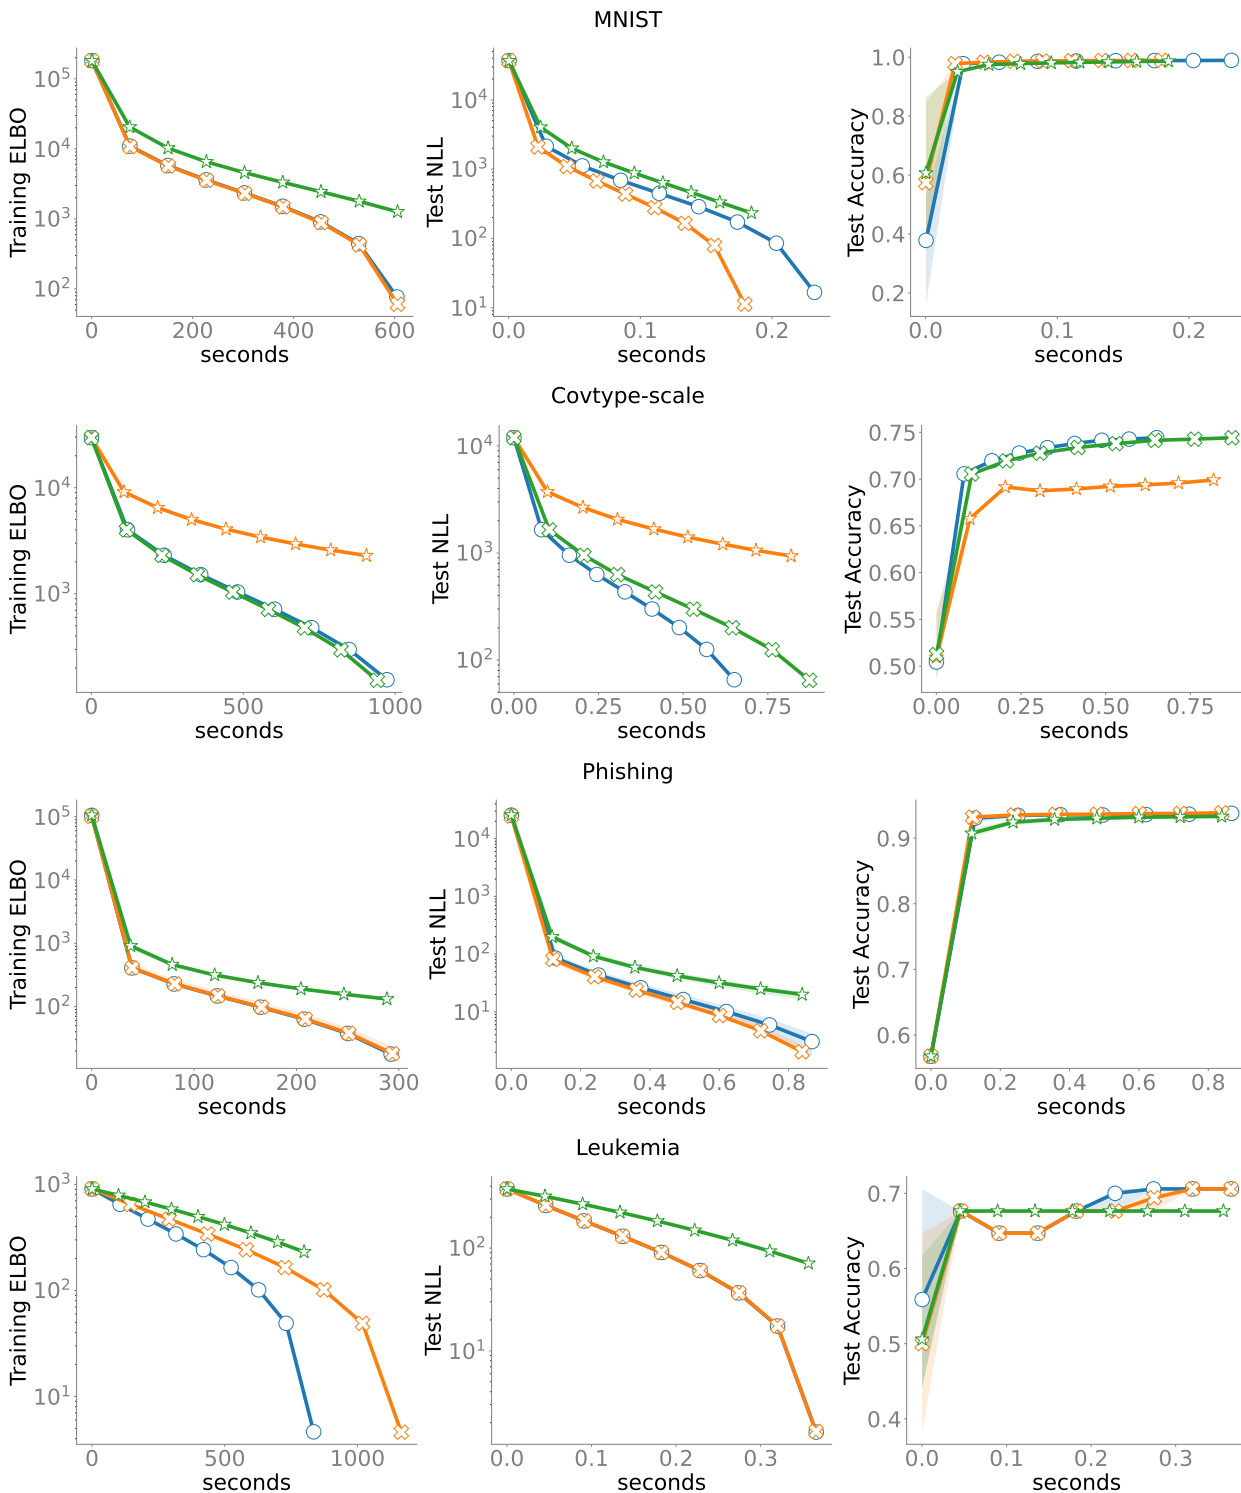 MNIST
Training ELBO
10^5
10^4
10^3
10^2
0 200 400 600
seconds
Test NLL
10^4
10^3
10^2
10^1
0.0 0.1 0.2
seconds
Test Accuracy
1.0
0.8
0.6
0.4
0.2
0.0 0.1 0.2
seconds
Covtype-scale
Training ELBO
10^4
10^3
0 500 1000
seconds
Test NLL
10^4
10^3
10^2
0.00 0.25 0.50 0.75
seconds
Test Accuracy
0.75
0.70
0.65
0.60
0.55
0.50
0.00 0.25 0.50 0.75
seconds
Phishing
Training ELBO
10^5
10^4
10^3
10^2
0 100 200 300
seconds
Test NLL
10^4
10^3
10^2
10^1
0.0 0.2 0.4 0.6 0.8
seconds
Test Accuracy
0.9
0.8
0.7
0.6
0.0 0.2 0.4 0.6 0.8
seconds
Leukemia
Training ELBO
10^3
10^2
10^1
0 500 1000
seconds
Test NLL
10^2
10^1
0.0 0.1 0.2 0.3
seconds
Test Accuracy
0.7
0.6
0.5
0.4
0.0 0.1 0.2 0.3
seconds